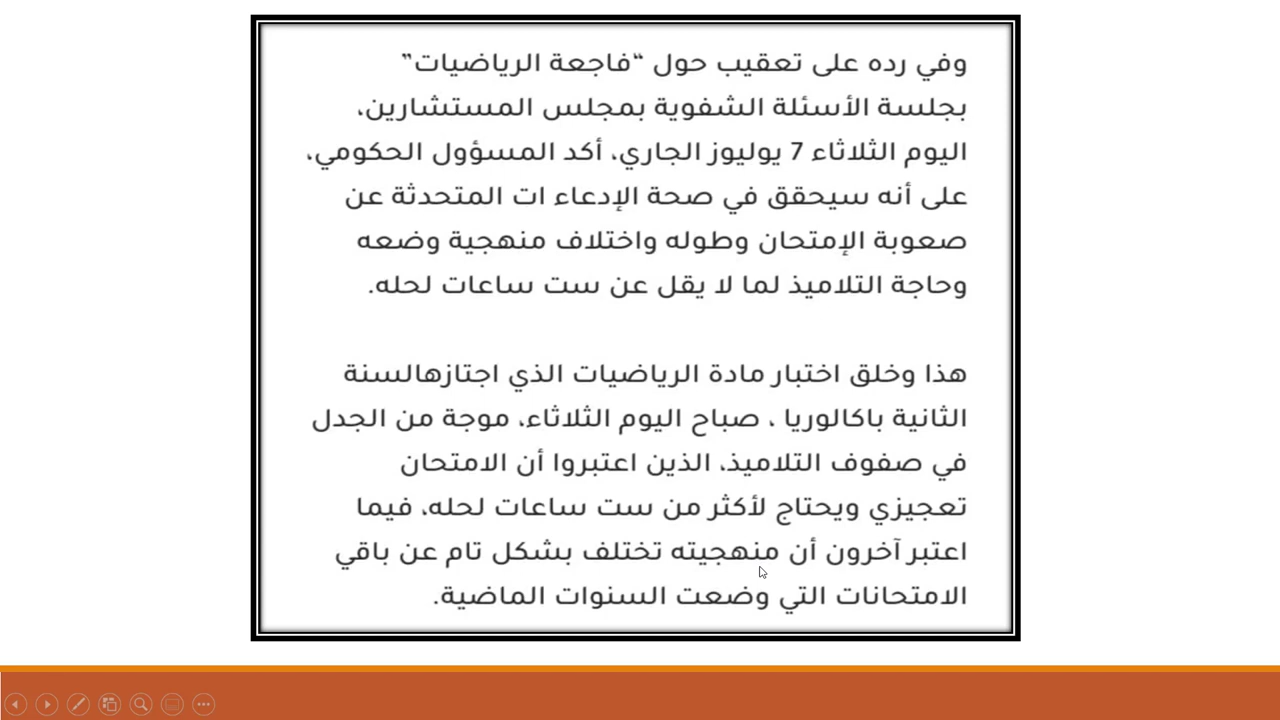 وفي رده على تعقيب حول “فاجعة الرياضيات”
بجلسة الأسئلة الشفوية بمجلس المستشارين،
اليوم الثلاثاء 7 يوليوز الجاري، أكد المسؤول الحكومي،
على أنه سيحقق في صحة الإدعاء ات المتحدثة عن
صعوبة الإمتحان وطوله واختلاف منهجية وضعه
وحاجة التلاميذ لما لا يقل عن ست ساعات لحله.
هذا وخلق اختبار مادة الرياضيات الذي اجتازهالسنة
الثانية باكالوريا ، صباح اليوم الثلاثاء، موجة من الجدل
في صفوف التلاميذ، الذين اعتبروا أن الامتحان
تعجيزي ويحتاج لأكثر من ست ساعات لحله، فيما
اعتبر آخرون أن منهجيته تختلف بشكل تام عن باقي
الامتحانات التي وضعت السنوات الماضية.